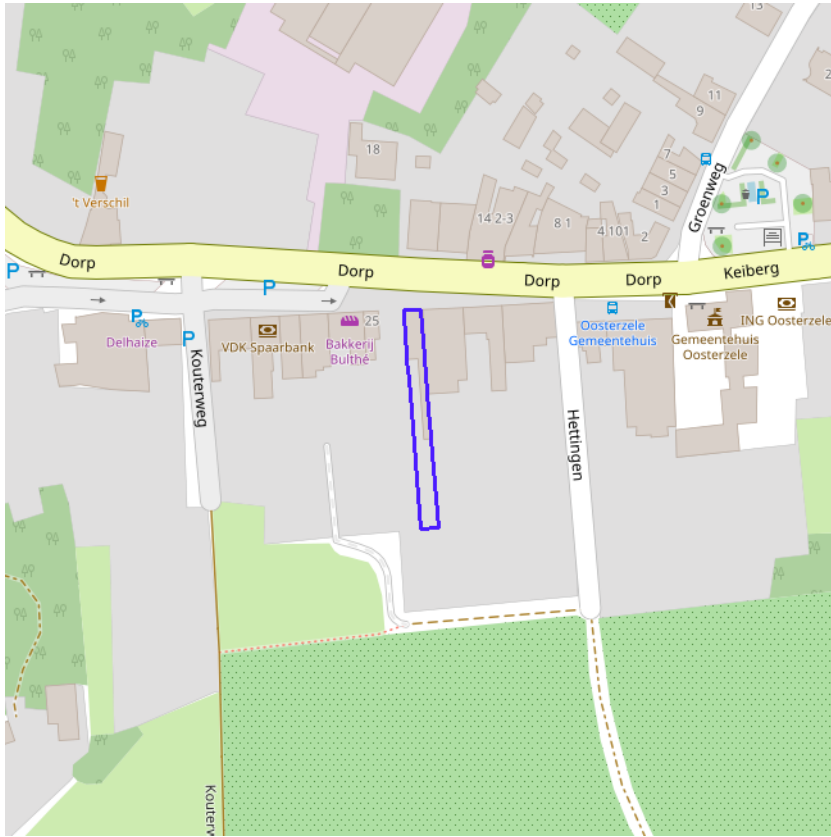 13
2
11
9
18
7
5
3
1
't Verschil
P
Groenweg
14 2-3
8 1
4 101
2
P
Dorp
Dorp
Dorp
Dorp
Keiberg
P
P
P
25
Delhaize
VDK Spaarbank
Bakkerij
Bulthé
Oosterzele
Gemeentehuis
Gemeentehuis
Oosterzele
ING Oosterzele
Kouterweg
Hettingen
Kouterw